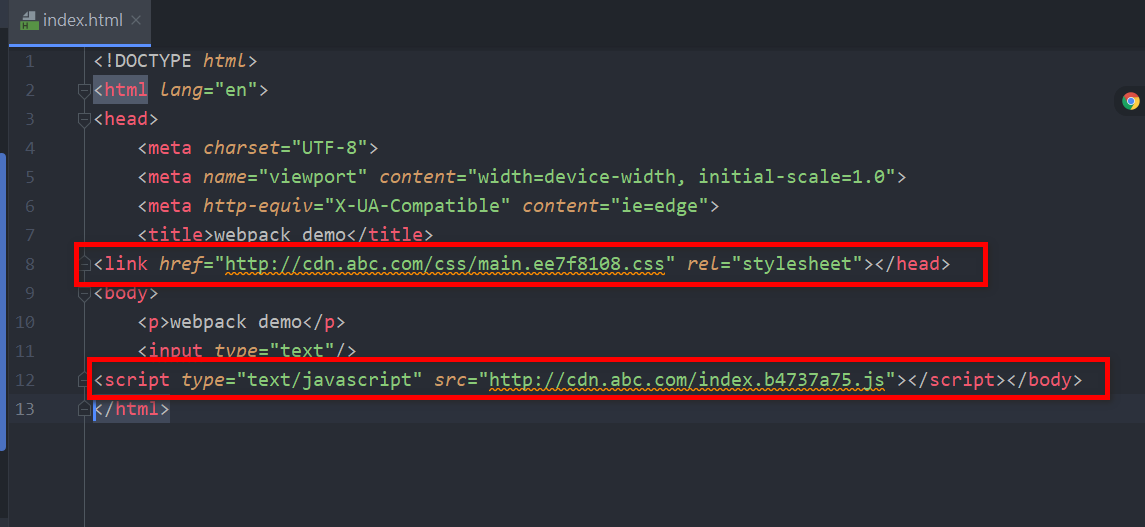 index.html
1 <!DOCTYPE html>
2 <html lang="en">
3 <head>
4 <meta charset="UTF-8">
5 <meta name="viewport" content="width=device-width, initial-scale=1.0">
6 <meta http-equiv="X-UA-Compatible" content="ie=edge">
7 <title>webpack demo</title>
8 <link href="http://cdn.abc.com/css/main.ee7f8108.css" rel="stylesheet"></head>
9 <body>
10 <p>webpack demo</p>
11 <input type="text"/>
12 <script type="text/javascript" src="http://cdn.abc.com/index.b4737a75.js"></script></body>
13 </html>